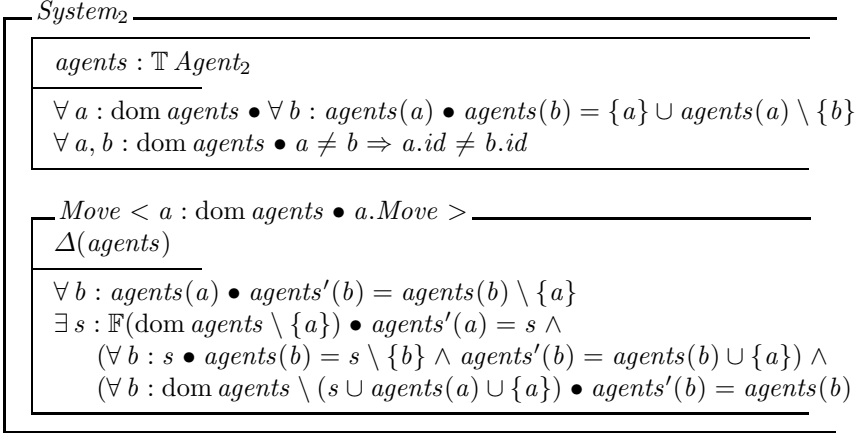 System₂
agents : 𝕋 Agent₂
∀ a : dom agents • ∀ b : agents(a) • agents(b) = {a} ∪ agents(a) \ {b}
∀ a, b : dom agents • a ≠ b ⇒ a.id ≠ b.id
Move < a : dom agents • a.Move >
Δ(agents)
∀ b : agents(a) • agents′(b) = agents(b) \ {a}
∃ s : 𝔽(dom agents \ {a}) • agents′(a) = s ∧
(∀ b : s • agents(b) = s \ {b} ∧ agents′(b) = agents(b) ∪ {a}) ∧
(∀ b : dom agents \ (s ∪ agents(a) ∪ {a}) • agents′(b) = agents(b)